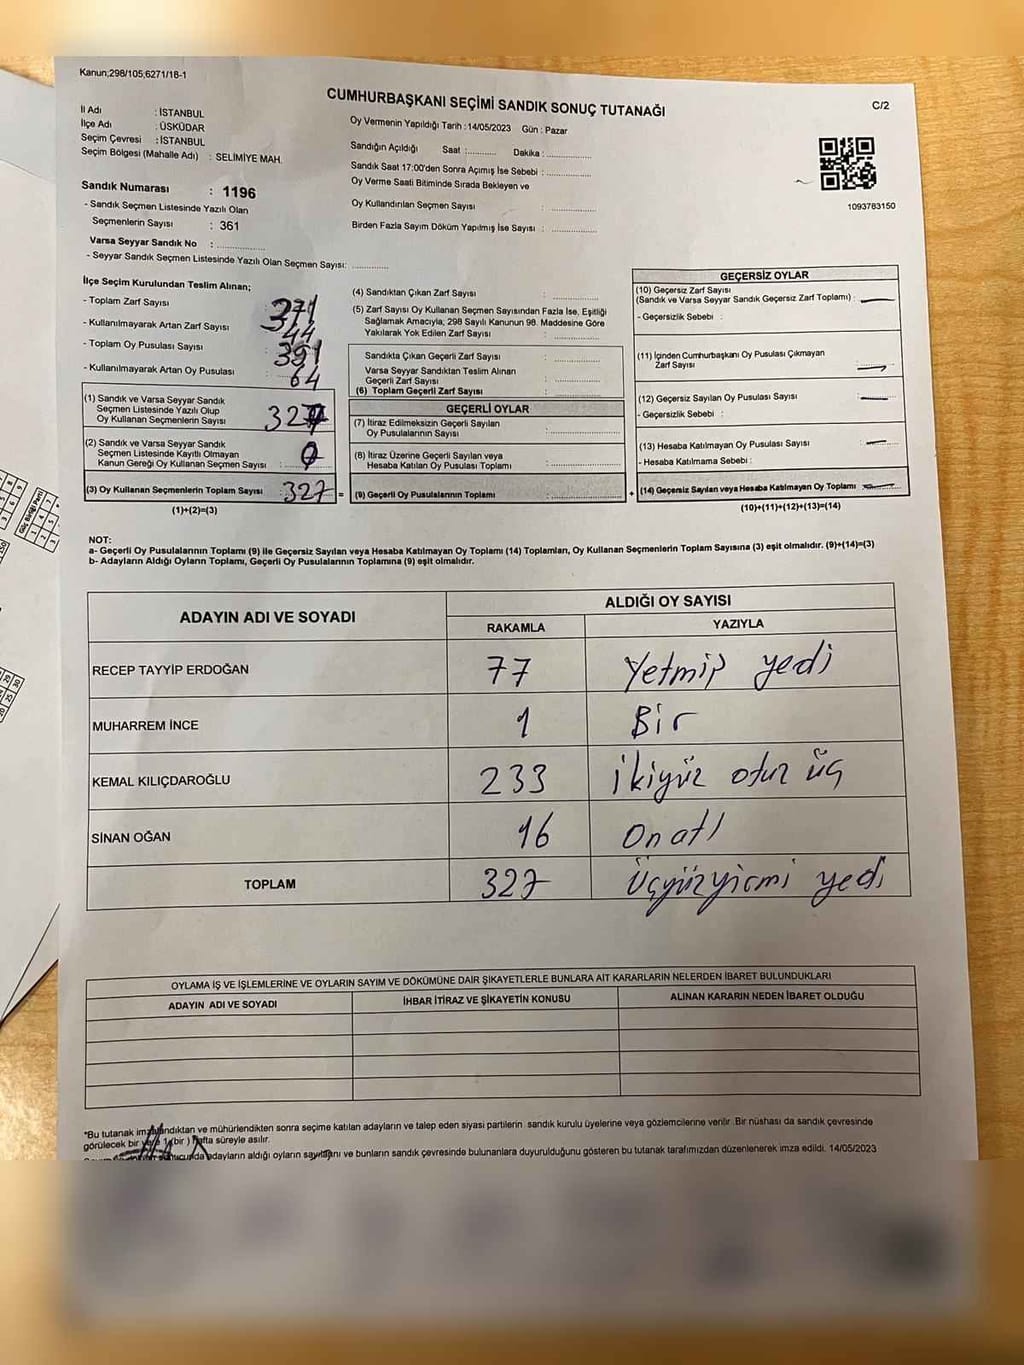 Kanun;298/105;6271/18-1
CUMHURBAŞKANI SEÇİMİ SANDIK SONUÇ TUTANAĞI
C/2
İl Adı : İSTANBUL
İlçe Adı : ÜSKÜDAR
Seçim Çevresi : İSTANBUL
Seçim Bölgesi (Mahalle Adı) : SELİMİYE MAH.
Sandık Numarası : 1196
- Sandık Seçmen Listesinde Yazılı Olan
Seçmenlerin Sayısı : 361
Varsa Seyyar Sandık No : ..............
- Seyyar Sandık Seçmen Listesinde Yazılı Olan Seçmen Sayısı: ............
Oy Vermenin Yapıldığı Tarih : 14/05/2023 Gün : Pazar
Sandığın Açıldığı Saat :.......... Dakika : ..............
Sandık Saat 17:00'den Sonra Açımış İse Sebebi : ..............
Oy Verme Saati Bitiminde Sırada Bekleyen ve
Oy Kullandırılan Seçmen Sayısı : ..............
Birden Fazla Sayım Döküm Yapılmış İse Sayısı : ..............
1093783150
İlçe Seçim Kurulundan Teslim Alınan;
- Toplam Zarf Sayısı 371
- Kullanılmayarak Artan Zarf Sayısı 44
- Toplam Oy Pusulası Sayısı 391
- Kullanılmayarak Artan Oy Pusulası 64
(1) Sandık ve Varsa Seyyar Sandık
Seçmen Listesinde Yazılı Olup
Oy Kullanan Seçmenlerin Sayısı 327
(2) Sandık ve Varsa Seyyar Sandık
Seçmen Listesinde Kayıtlı Olmayan
Kanun Gereği Oy Kullanan Seçmen Sayısı 0
(3) Oy Kullanan Seçmenlerin Toplam Sayısı : 327 =
(1)+(2)=(3)
(4) Sandıktan Çıkan Zarf Sayısı : ..............
(5) Zarf Sayısı Oy Kullanan Seçmen Sayısından Fazla İse, Eşitliği
Sağlamak Amacıyla; 298 Sayılı Kanunun 98. Maddesine Göre
Yakılarak Yok Edilen Zarf Sayısı : ..............
Sandıkta Çıkan Geçerli Zarf Sayısı : ..............
Varsa Seyyar Sandıktan Teslim Alınan
Geçerli Zarf Sayısı : ..............
(6) Toplam Geçerli Zarf Sayısı : ..............
GEÇERLİ OYLAR
(7) İtiraz Edilmeksizin Geçerli Sayılan
Oy Pusulalarının Sayısı : ..............
(8) İtiraz Üzerine Geçerli Sayılan veya
Hesaba Katılan Oy Pusulası Toplamı : ..............
(9) Geçerli Oy Pusulalarının Toplamı : .............. +
GEÇERSİZ OYLAR
(10) Geçersiz Zarf Sayısı
(Sandık ve Varsa Seyyar Sandık Geçersiz Zarf Toplamı) :
- Geçersizlik Sebebi :
(11) İçinden Cumhurbaşkanı Oy Pusulası Çıkmayan
Zarf Sayısı :
(12) Geçersiz Sayılan Oy Pusulası Sayısı :
- Geçersizlik Sebebi :
(13) Hesaba Katılmayan Oy Pusulası Sayısı :
- Hesaba Katılmama Sebebi :
(14) Geçersiz Sayılan veya Hesaba Katılmayan Oy Toplamı :
(10)+(11)+(12)+(13)=(14)
NOT:
a- Geçerli Oy Pusulalarının Toplamı (9) ile Geçersiz Sayılan veya Hesaba Katılmayan Oy Toplamı (14) Toplamları, Oy Kullanan Seçmenlerin Toplam Sayısına (3) eşit olmalıdır. (9)+(14)=(3)
b- Adayların Aldığı Oyların Toplamı, Geçerli Oy Pusulalarının Toplamına (9) eşit olmalıdır.
ADAYIN ADI VE SOYADI
ALDIĞI OY SAYISI
RAKAMLA YAZIYLA
RECEP TAYYİP ERDOĞAN 77 Yetmiş yedi
MUHARREM İNCE 1 Bir
KEMAL KILIÇDAROĞLU 233 ikiyüz otuz üç
SİNAN OĞAN 16 On altı
TOPLAM 327 Üçyüzyirmi yedi
OYLAMA İŞ VE İŞLEMLERİNE VE OYLARIN SAYIM VE DÖKÜMÜNE DAİR ŞİKAYETLERLE BUNLARA AİT KARARLARIN NELERDEN İBARET BULUNDUKLARI
ADAYIN ADI VE SOYADI İHBAR İTİRAZ VE ŞİKAYETİN KONUSU ALINAN KARARIN NEDEN İBARET OLDUĞU
*Bu tutanak imzalandıktan ve mühürlendikten sonra seçime katılan adayların ve talep eden siyasi partilerin sandık kurulu üyelerine veya gözlemcilerine verilir. Bir nüshası da sandık çevresinde
görülecek bir yere 1 (bir) hafta süreyle asılır.
adayların aldığı oyların sayılarını ve bunların sandık çevresinde bulunanlara duyurulduğunu gösteren bu tutanak tarafımızdan düzenlenerek imza edildi. 14/05/2023